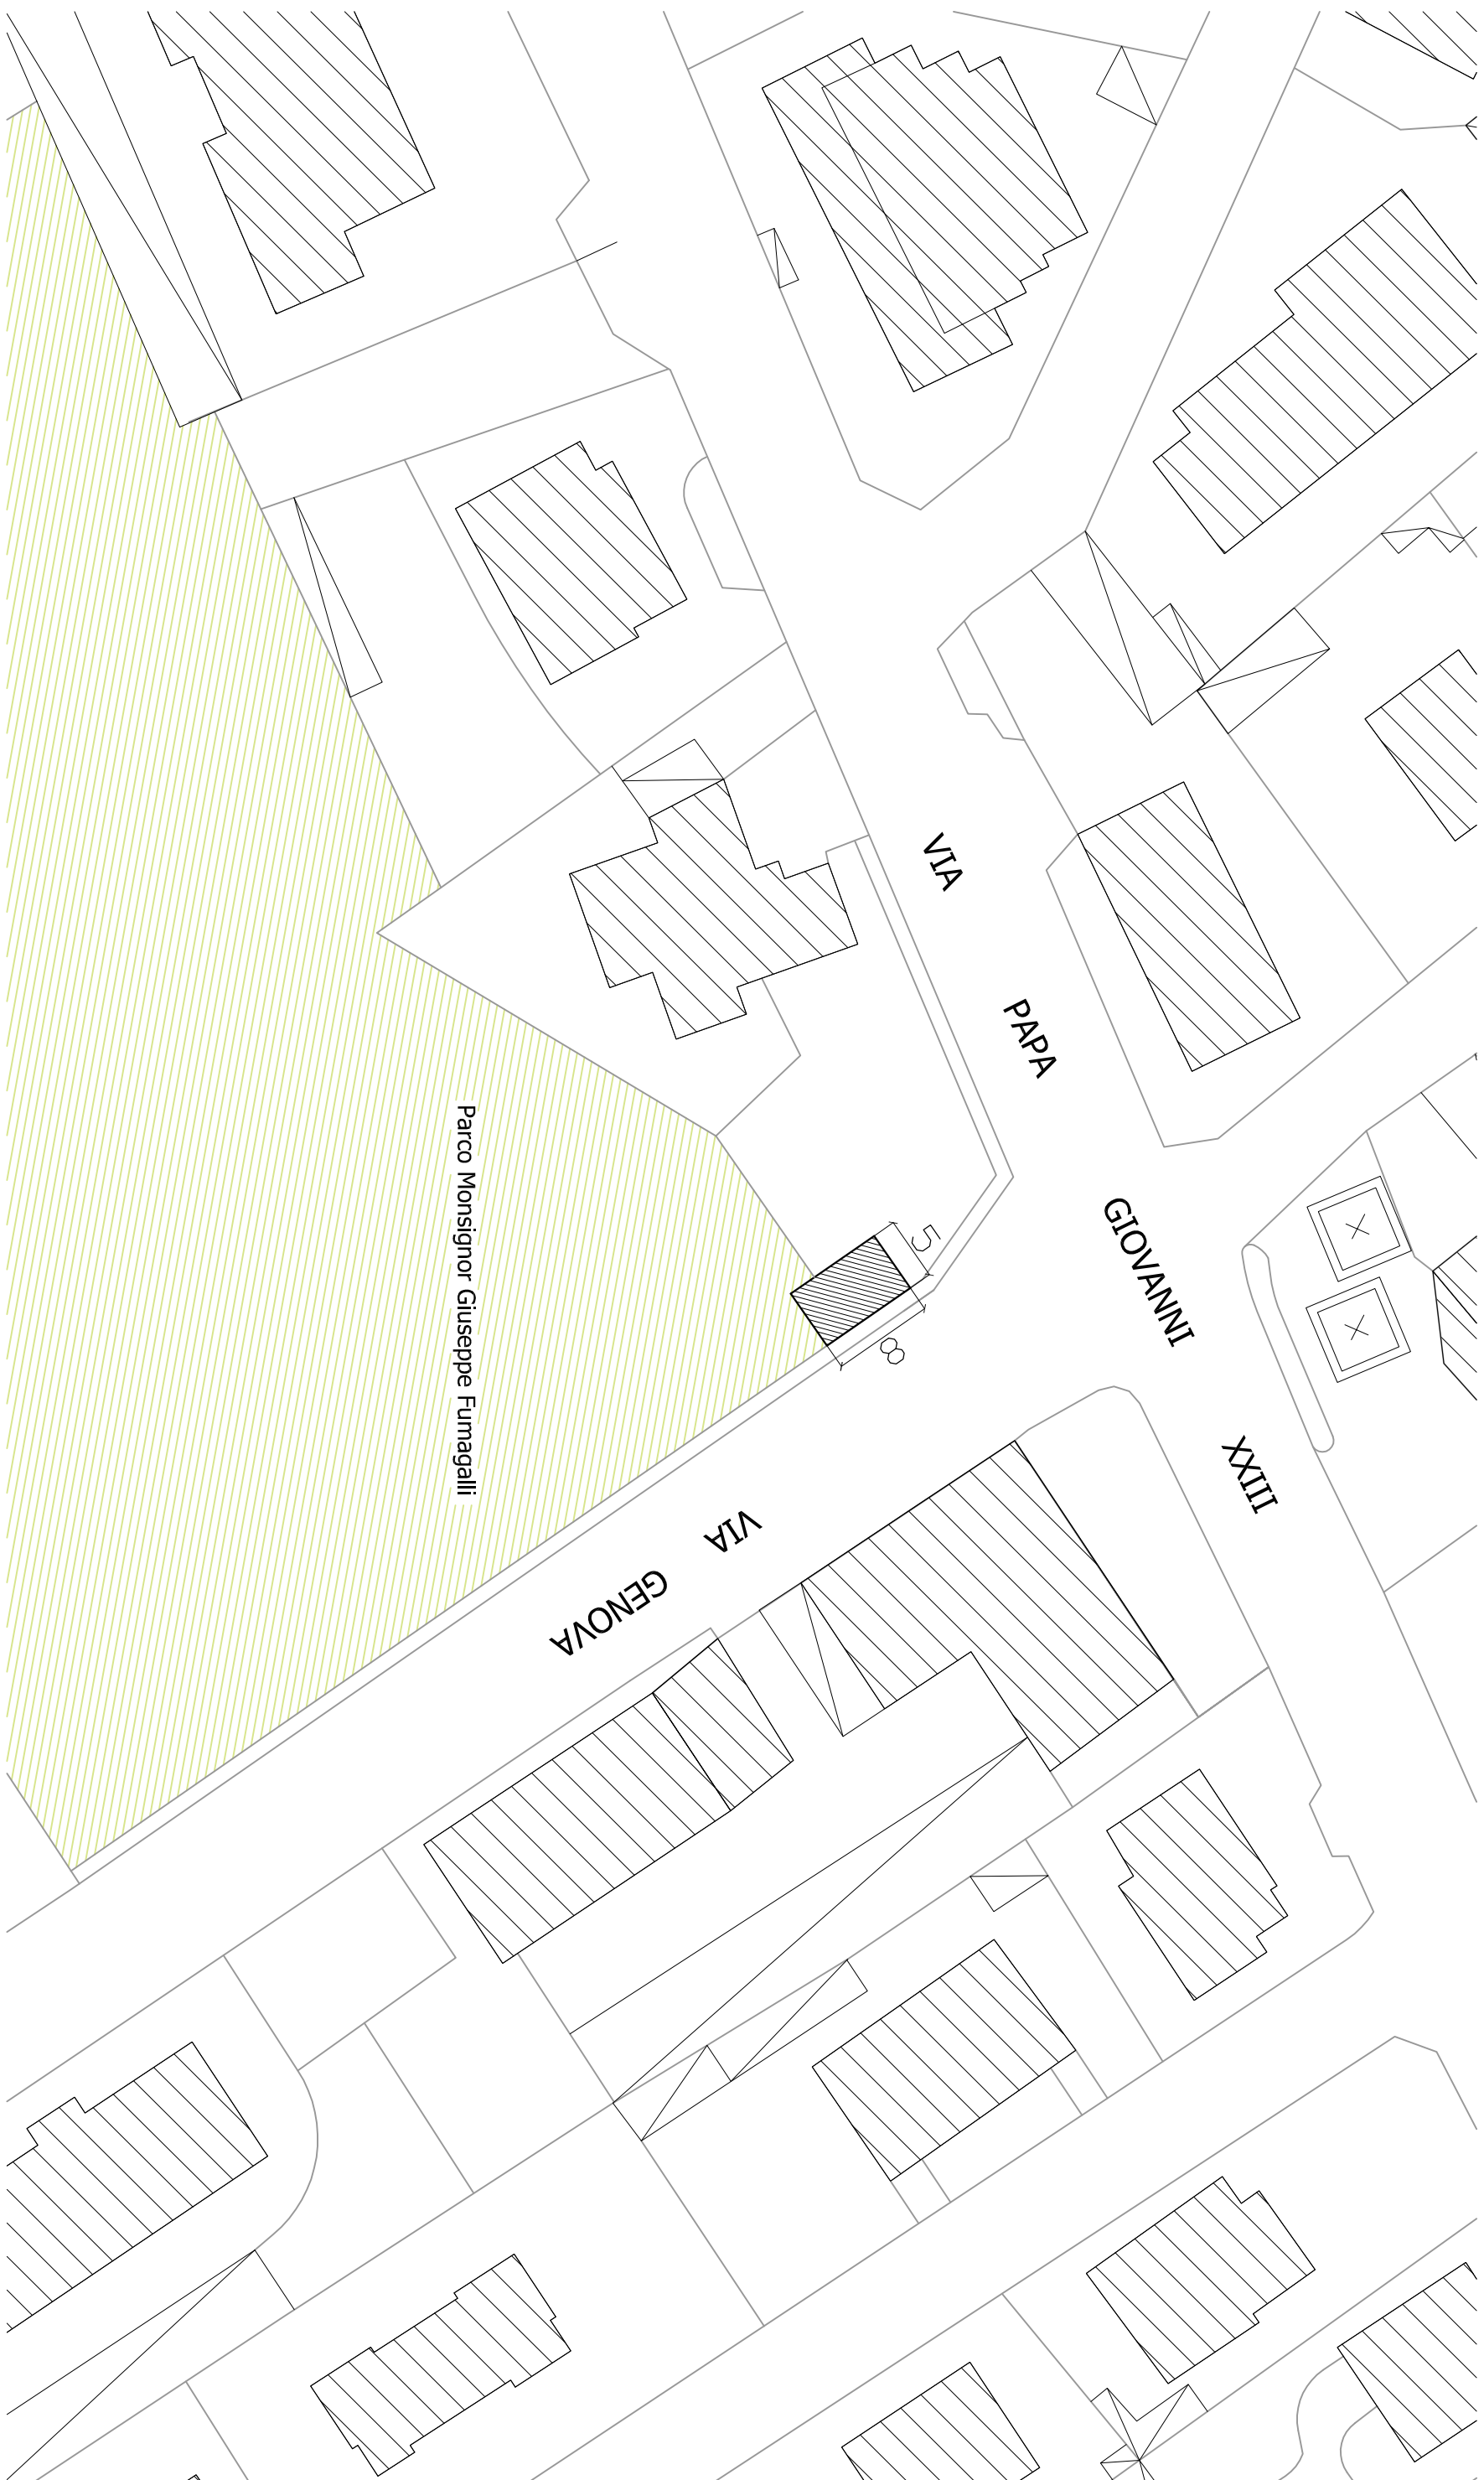 VIA
PAPA
GIOVANNI
XXIII
Parco Monsignor Giuseppe Fumagalli
5
8
VIA
GENOVA